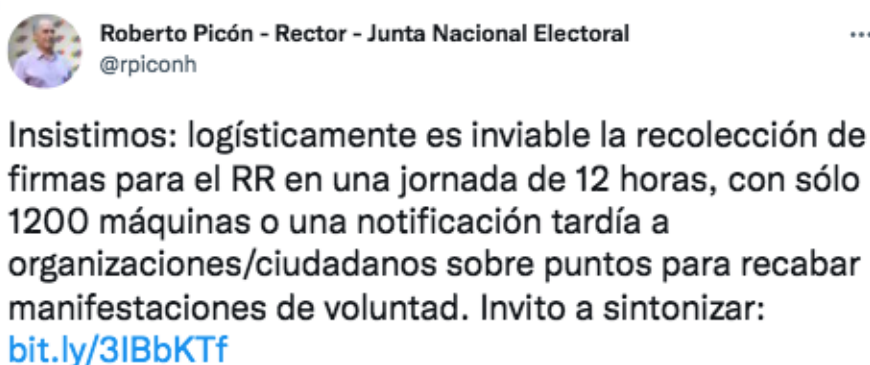 Roberto Picón - Rector - Junta Nacional Electoral
@rpiconh
Insistimos: logísticamente es inviable la recolección de
firmas para el RR en una jornada de 12 horas, con sólo
1200 máquinas o una notificación tardía a
organizaciones/ciudadanos sobre puntos para recabar
manifestaciones de voluntad. Invito a sintonizar:
bit.ly/3IBbKTf